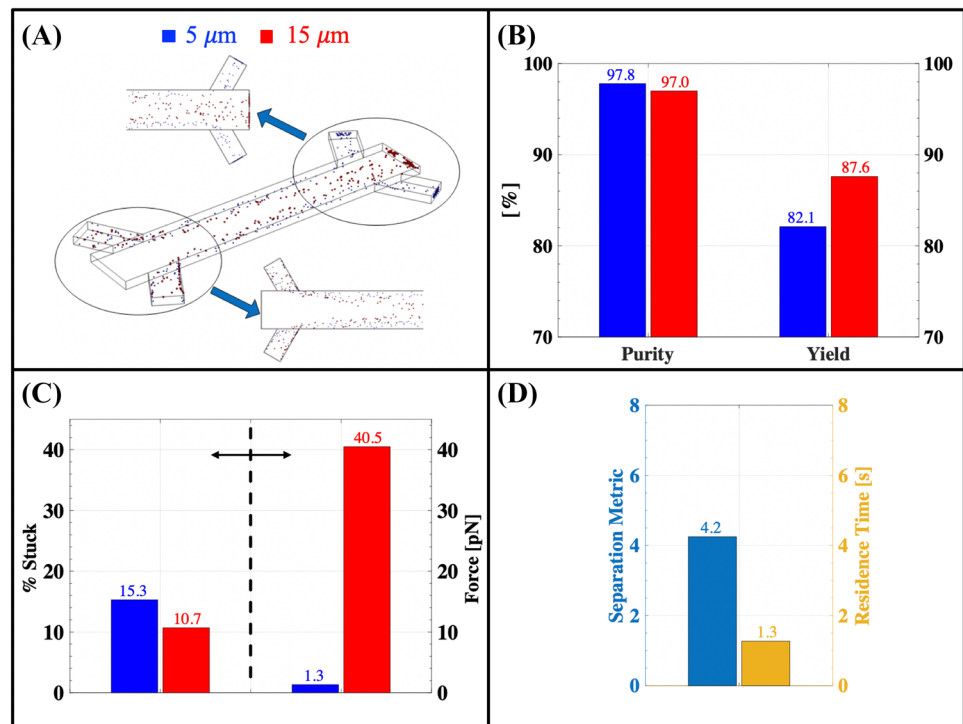 (A)
5 μm 15 μm
(B)
100 100
97.8 97.0
90 90
87.6
82.1
80 80
70 70
[%]
Purity Yield
(C)
40 40
40.5
30 30
20 20
15.3
10.7
10 10
1.3
0 0
% Stuck
Force [pN]
(D)
8 8
6 6
4.2
4 4
2 2
1.3
0 0
Separation Metric
Residence Time [s]